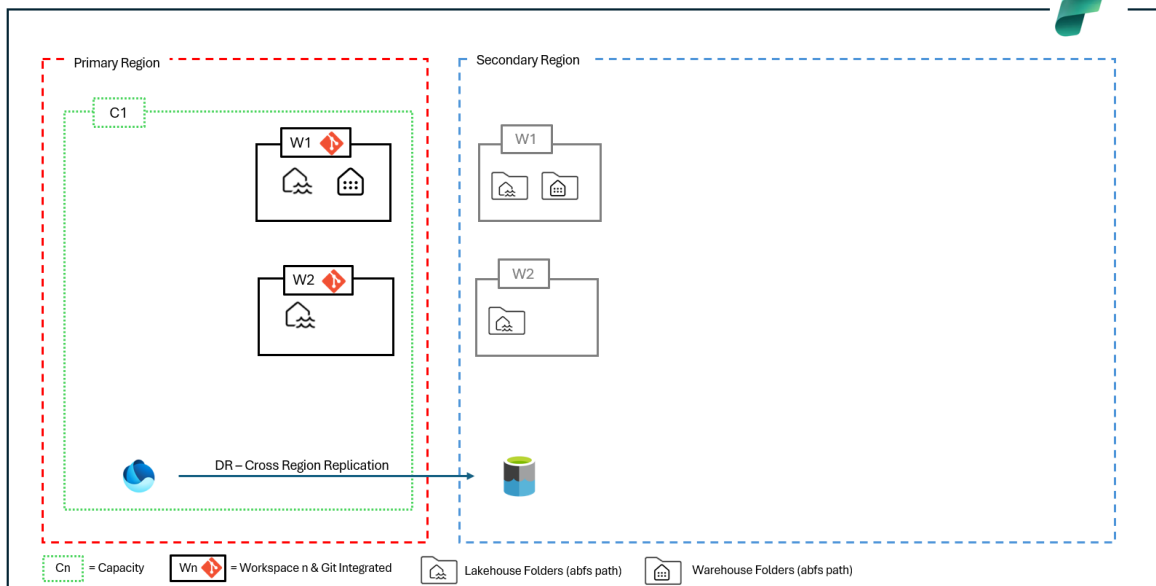 Primary Region
Secondary Region
C1
W1
W1
W2
W2
DR – Cross Region Replication
Cn = Capacity
Wn = Workspace n & Git Integrated
Lakehouse Folders (abfs path)
Warehouse Folders (abfs path)